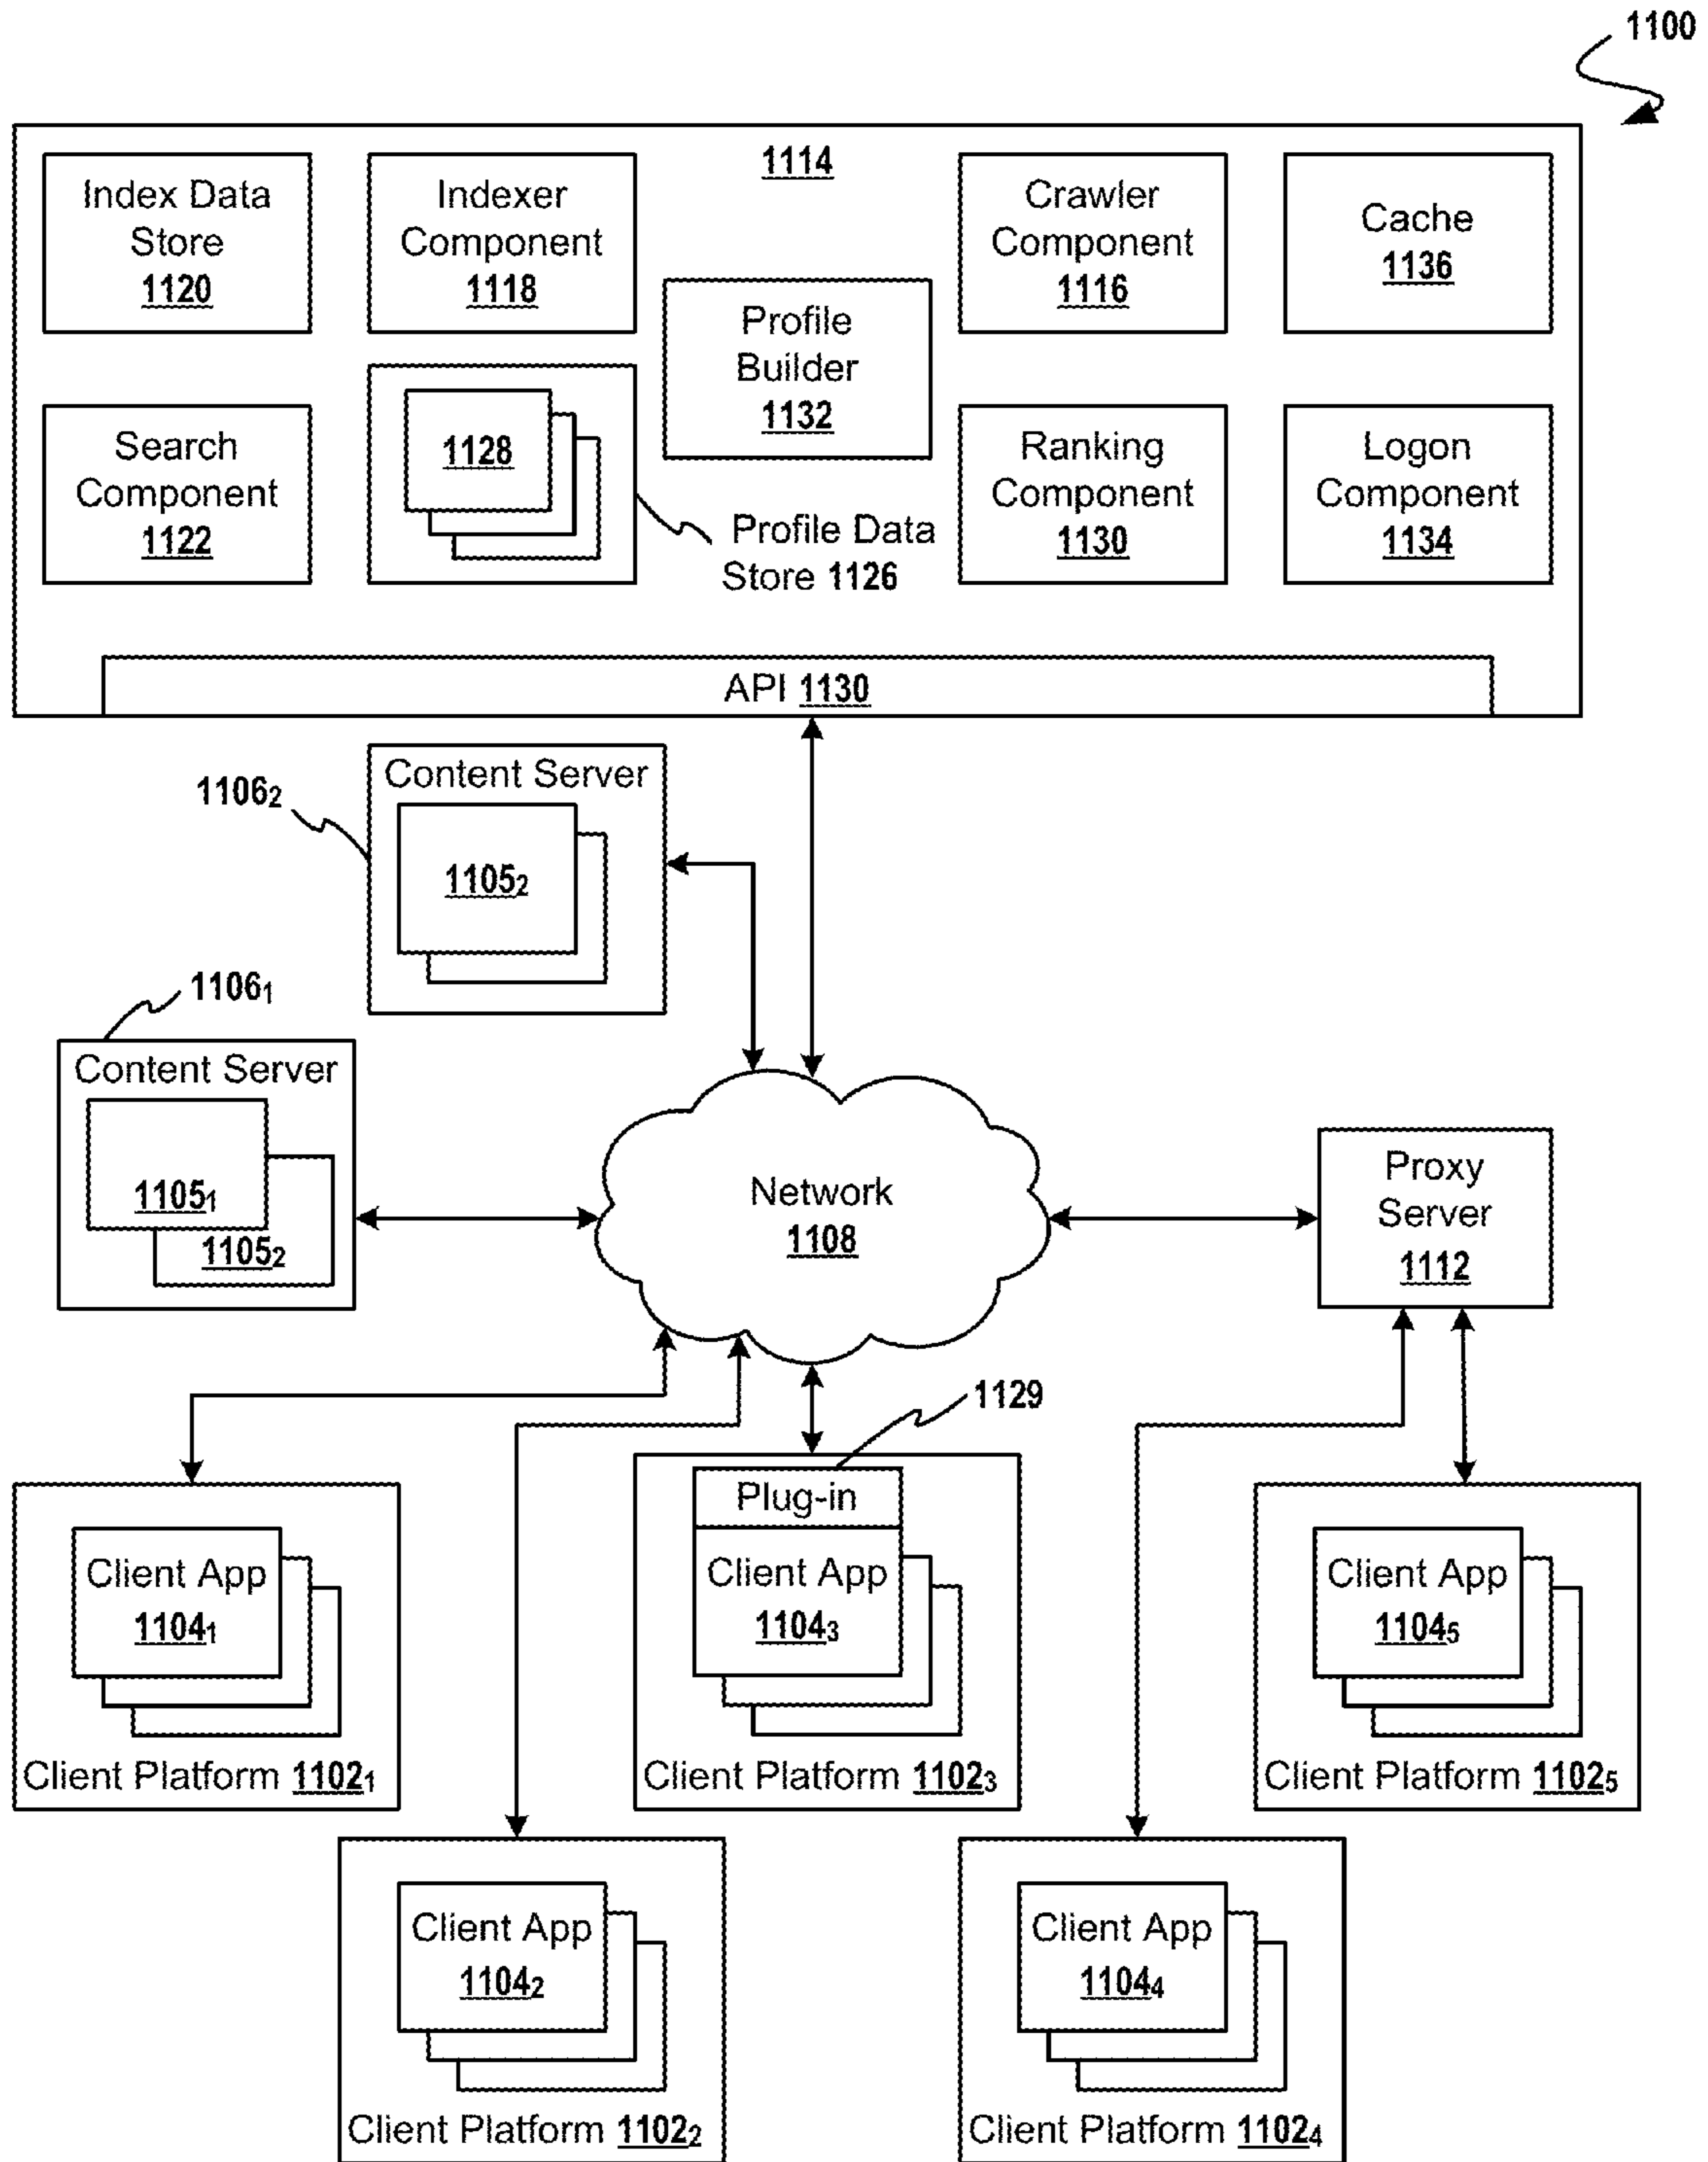 1100
1114
Index Data
Store
1120
Indexer
Component
1118
Profile
Builder
1132
Crawler
Component
1116
Cache
1136
Search
Component
1122
1128
Profile Data
Store 1126
Ranking
Component
1130
Logon
Component
1134
API 1130
1106₂
Content Server
1105₂
1106₁
Content Server
1105₁
1105₂
Network
1108
Proxy
Server
1112
1129
Client App
1104₁
Client Platform 1102₁
Plug-in
Client App
1104₃
Client Platform 1102₃
Client App
1104₅
Client Platform 1102₅
Client App
1104₂
Client Platform 1102₂
Client App
1104₄
Client Platform 1102₄